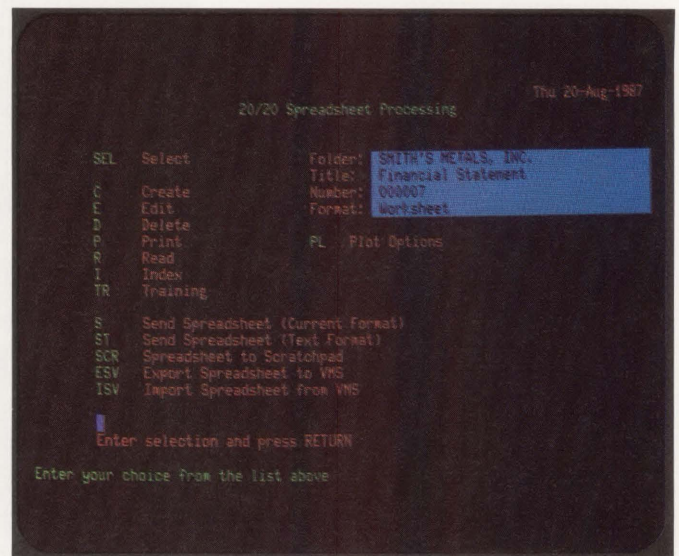 Thu 20-Aug-1987
20/20 Spreadsheet Processing
SEL Select Folder: SMITH'S METALS, INC.
Title: Financial Statement
C Create Number: 000007
E Edit Format: Worksheet
D Delete
P Print PL Plot Options
R Read
I Index
TR Training
S Send Spreadsheet (Current Format)
ST Send Spreadsheet (Text Format)
SCR Spreadsheet to Scratchpad
ESV Export Spreadsheet to VMS
ISV Import Spreadsheet from VMS
Enter selection and press RETURN
Enter your choice from the list above